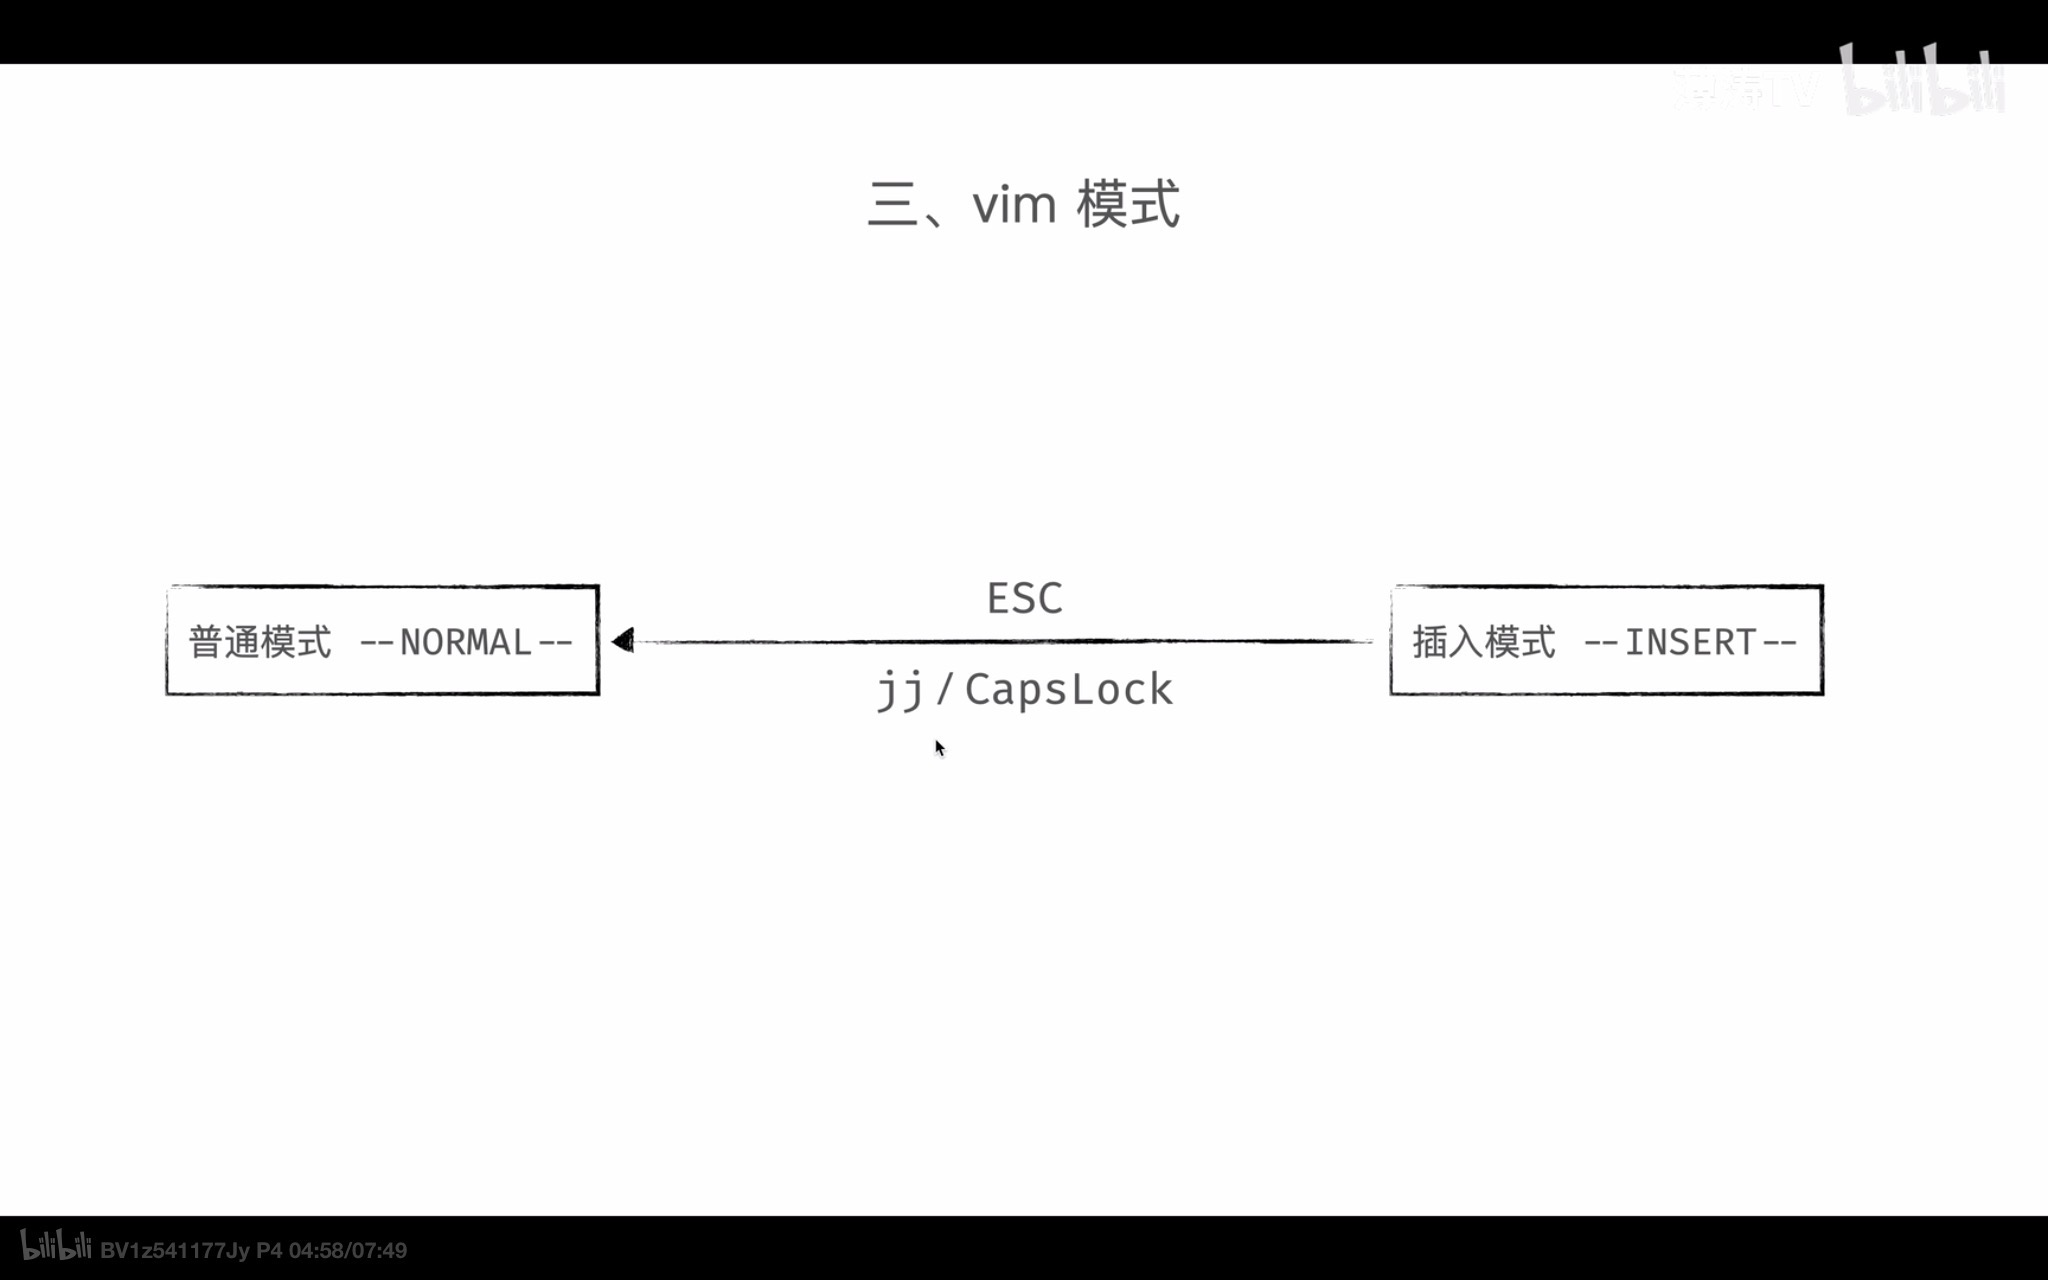 bilibili
三、vim 模式
ESC
普通模式 --NORMAL--
插入模式 --INSERT--
jj/CapsLock
bilibili BV1z541177Jy P4 04:58/07:49